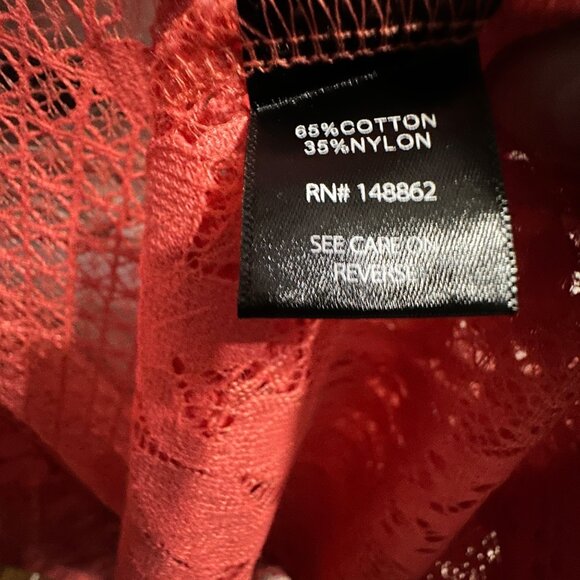 65%COTTON
35%NYLON
RN# 148862
SEE CARE ON
REVERSE